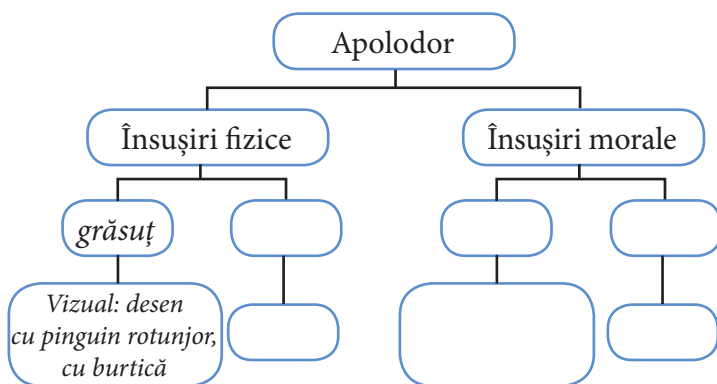 Apolodor
Însușiri fizice
Însușiri morale
grăsuț
Vizual: desen
cu pinguin rotunjor,
cu burtică